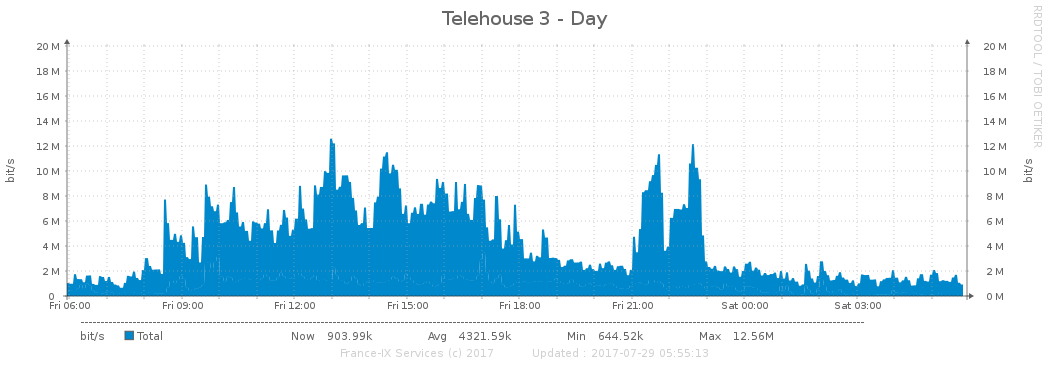 Telehouse 3 - Day
RRDTOOL / TOBI OETIKER
bit/s
20 M 20 M
18 M 18 M
16 M 16 M
14 M 14 M
12 M 12 M
10 M 10 M
8 M 8 M
6 M 6 M
4 M 4 M
2 M 2 M
0 0 M
bit/s
Fri 06:00 Fri 09:00 Fri 12:00 Fri 15:00 Fri 18:00 Fri 21:00 Sat 00:00 Sat 03:00
bit/s Total Now 903.99k Avg 4321.59k Min 644.52k Max 12.56M
France-IX Services (c) 2017 Updated : 2017-07-29 05:55:13